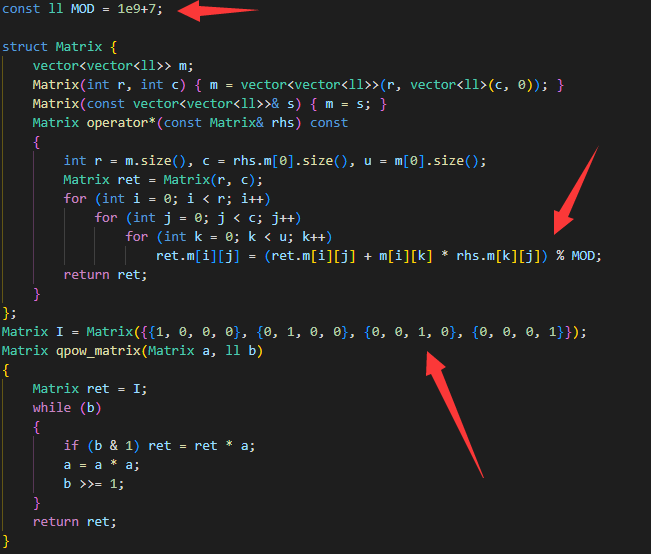 const ll MOD = 1e9+7;
struct Matrix {
vector<vector<ll>> m;
Matrix(int r, int c) { m = vector<vector<ll>>(r, vector<ll>(c, 0)); }
Matrix(const vector<vector<ll>>& s) { m = s; }
Matrix operator*(const Matrix& rhs) const
{
int r = m.size(), c = rhs.m[0].size(), u = m[0].size();
Matrix ret = Matrix(r, c);
for (int i = 0; i < r; i++)
for (int j = 0; j < c; j++)
for (int k = 0; k < u; k++)
ret.m[i][j] = (ret.m[i][j] + m[i][k] * rhs.m[k][j]) % MOD;
return ret;
}
};
Matrix I = Matrix({{1, 0, 0, 0}, {0, 1, 0, 0}, {0, 0, 1, 0}, {0, 0, 0, 1}});
Matrix qpow_matrix(Matrix a, ll b)
{
Matrix ret = I;
while (b)
{
if (b & 1) ret = ret * a;
a = a * a;
b >>= 1;
}
return ret;
}